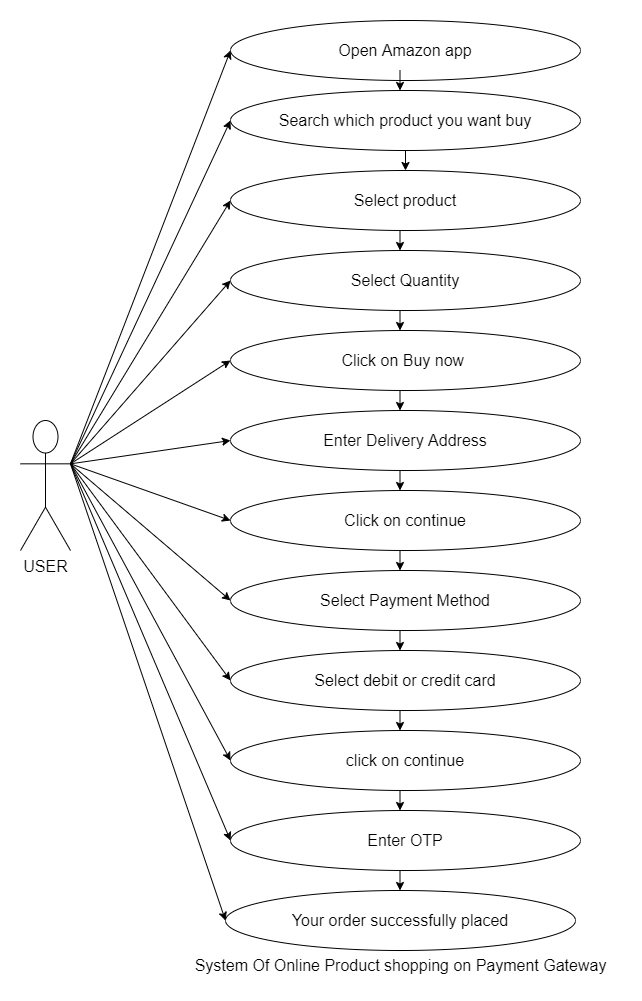 Open Amazon app
Search which product you want buy
Select product
Select Quantity
Click on Buy now
Enter Delivery Address
Click on continue
USER
Select Payment Method
Select debit or credit card
click on continue
Enter OTP
Your order successfully placed
System Of Online Product shopping on Payment Gateway